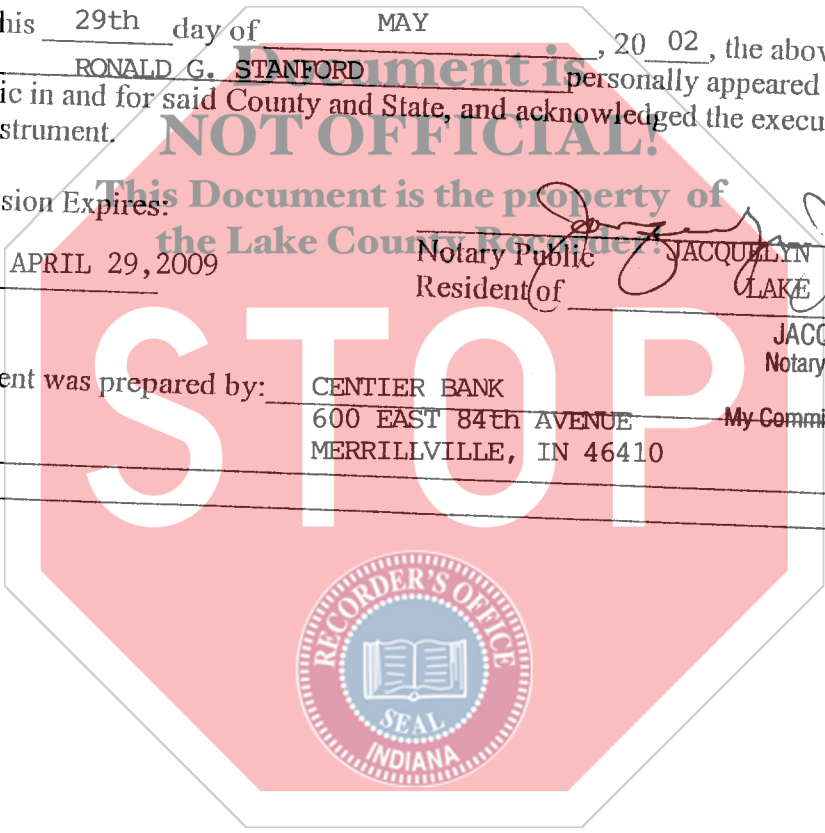 his 29th day of MAY, 20 02, the abov
RONALD G. STANFORD personally appeared
ic in and for said County and State, and acknowledged the execu
strument.
Document is
NOT OFFICIAL!
This Document is the property of
the Lake County Recorder!
sion Expires:
APRIL 29,2009
Notary Public JACQUELYN
Resident of LAKE
JACQ
Notary
My Commi
ent was prepared by: CENTIER BANK
600 EAST 84th AVENUE
MERRILLVILLE, IN 46410
STOP
RECORDER'S OFFICE
SEAL
INDIANA